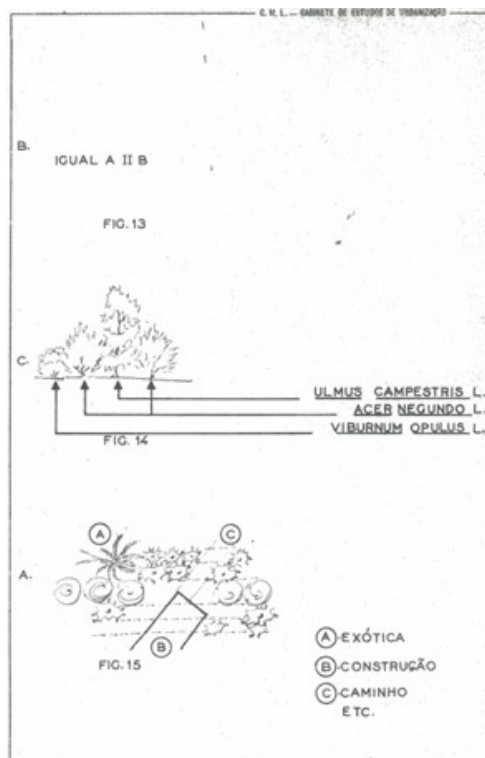 C. M. L. — GABINETE DE ESTUDOS DE URBANIZAÇÃO
B.
IGUAL A II B
FIG. 13
C.
ULMUS CAMPESTRIS L.
ACER NEGUNDO L.
VIBURNUM OPULUS L.
FIG. 14
A C
A.
B
FIG. 15
A EXÓTICA
B CONSTRUÇÃO
C CAMINHO
ETC.